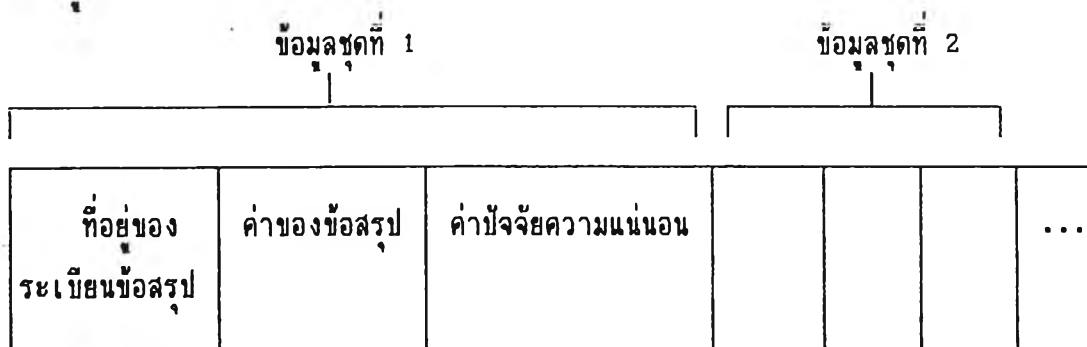 ข้อมูลชุดที่ 1 ข้อมูลชุดที่ 2
ที่อยู่ของ ค่าของข้อสรุป ค่าปัจจัยความแน่นอน ...
ระเบียนข้อสรุป